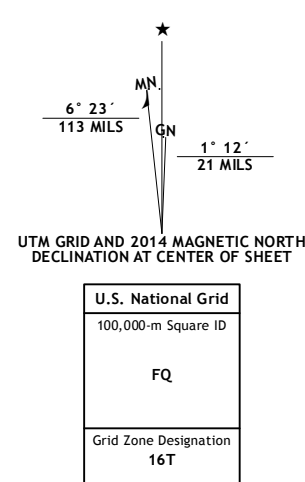 ★
MN
6° 23´
113 MILS
GN
1° 12´
21 MILS
UTM GRID AND 2014 MAGNETIC NORTH
DECLINATION AT CENTER OF SHEET
U.S. National Grid
100,000-m Square ID
FQ
Grid Zone Designation
16T